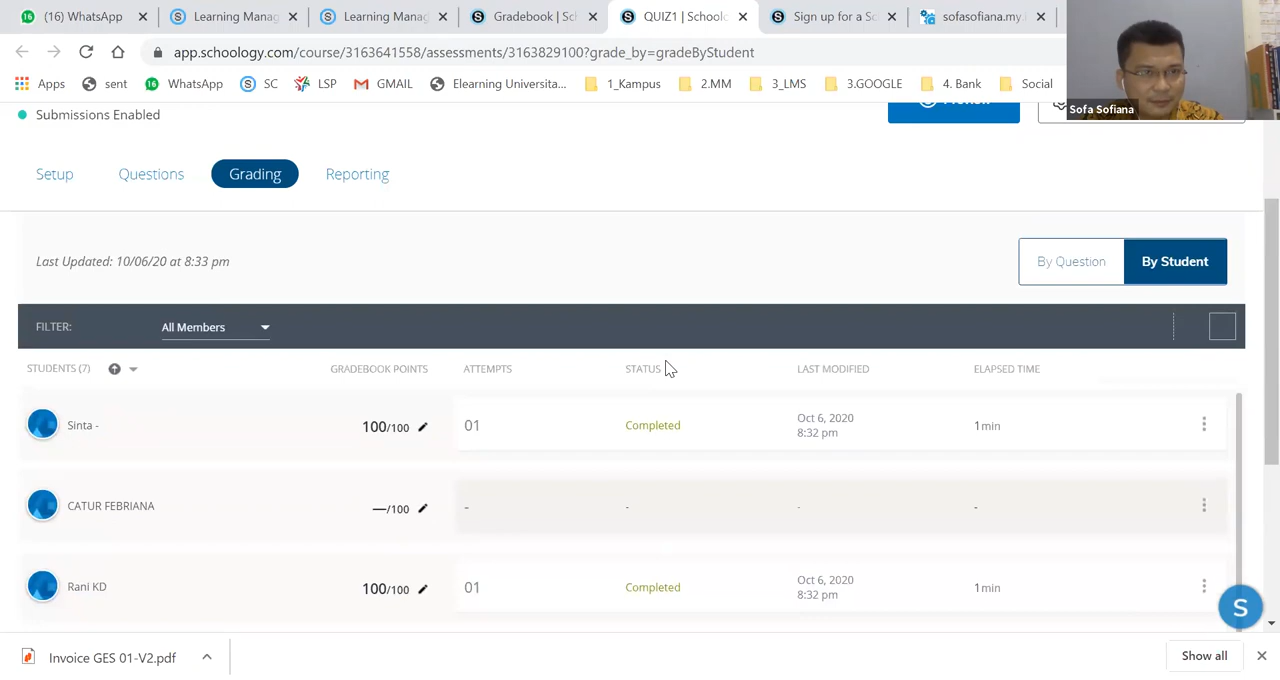 (16) WhatsApp
Learning Manag
Learning Manag
Gradebook | Sch
QUIZ1 | Schoolo
Sign up for a Sc
sofasofiana.my.
app.schoology.com/course/3163641558/assessments/3163829100?grade_by=gradeByStudent
Apps
sent
16 WhatsApp
SC
LSP
GMAIL
Elearning Universita...
1_Kampus
2.MM
3_LMS
3.GOOGLE
4. Bank
Social
Sofa Sofiana
Submissions Enabled
Setup
Questions
Grading
Reporting
Last Updated: 10/06/20 at 8:33 pm
By Question
By Student
FILTER:
All Members
STUDENTS (7)
GRADEBOOK POINTS
ATTEMPTS
STATUS
LAST MODIFIED
ELAPSED TIME
Sinta -
100/100
01
Completed
Oct 6, 2020
8:32 pm
1 min
CATUR FEBRIANA
—/100
-
-
-
-
Rani KD
100/100
01
Completed
Oct 6, 2020
8:32 pm
1 min
S
Invoice GES 01-V2.pdf
Show all